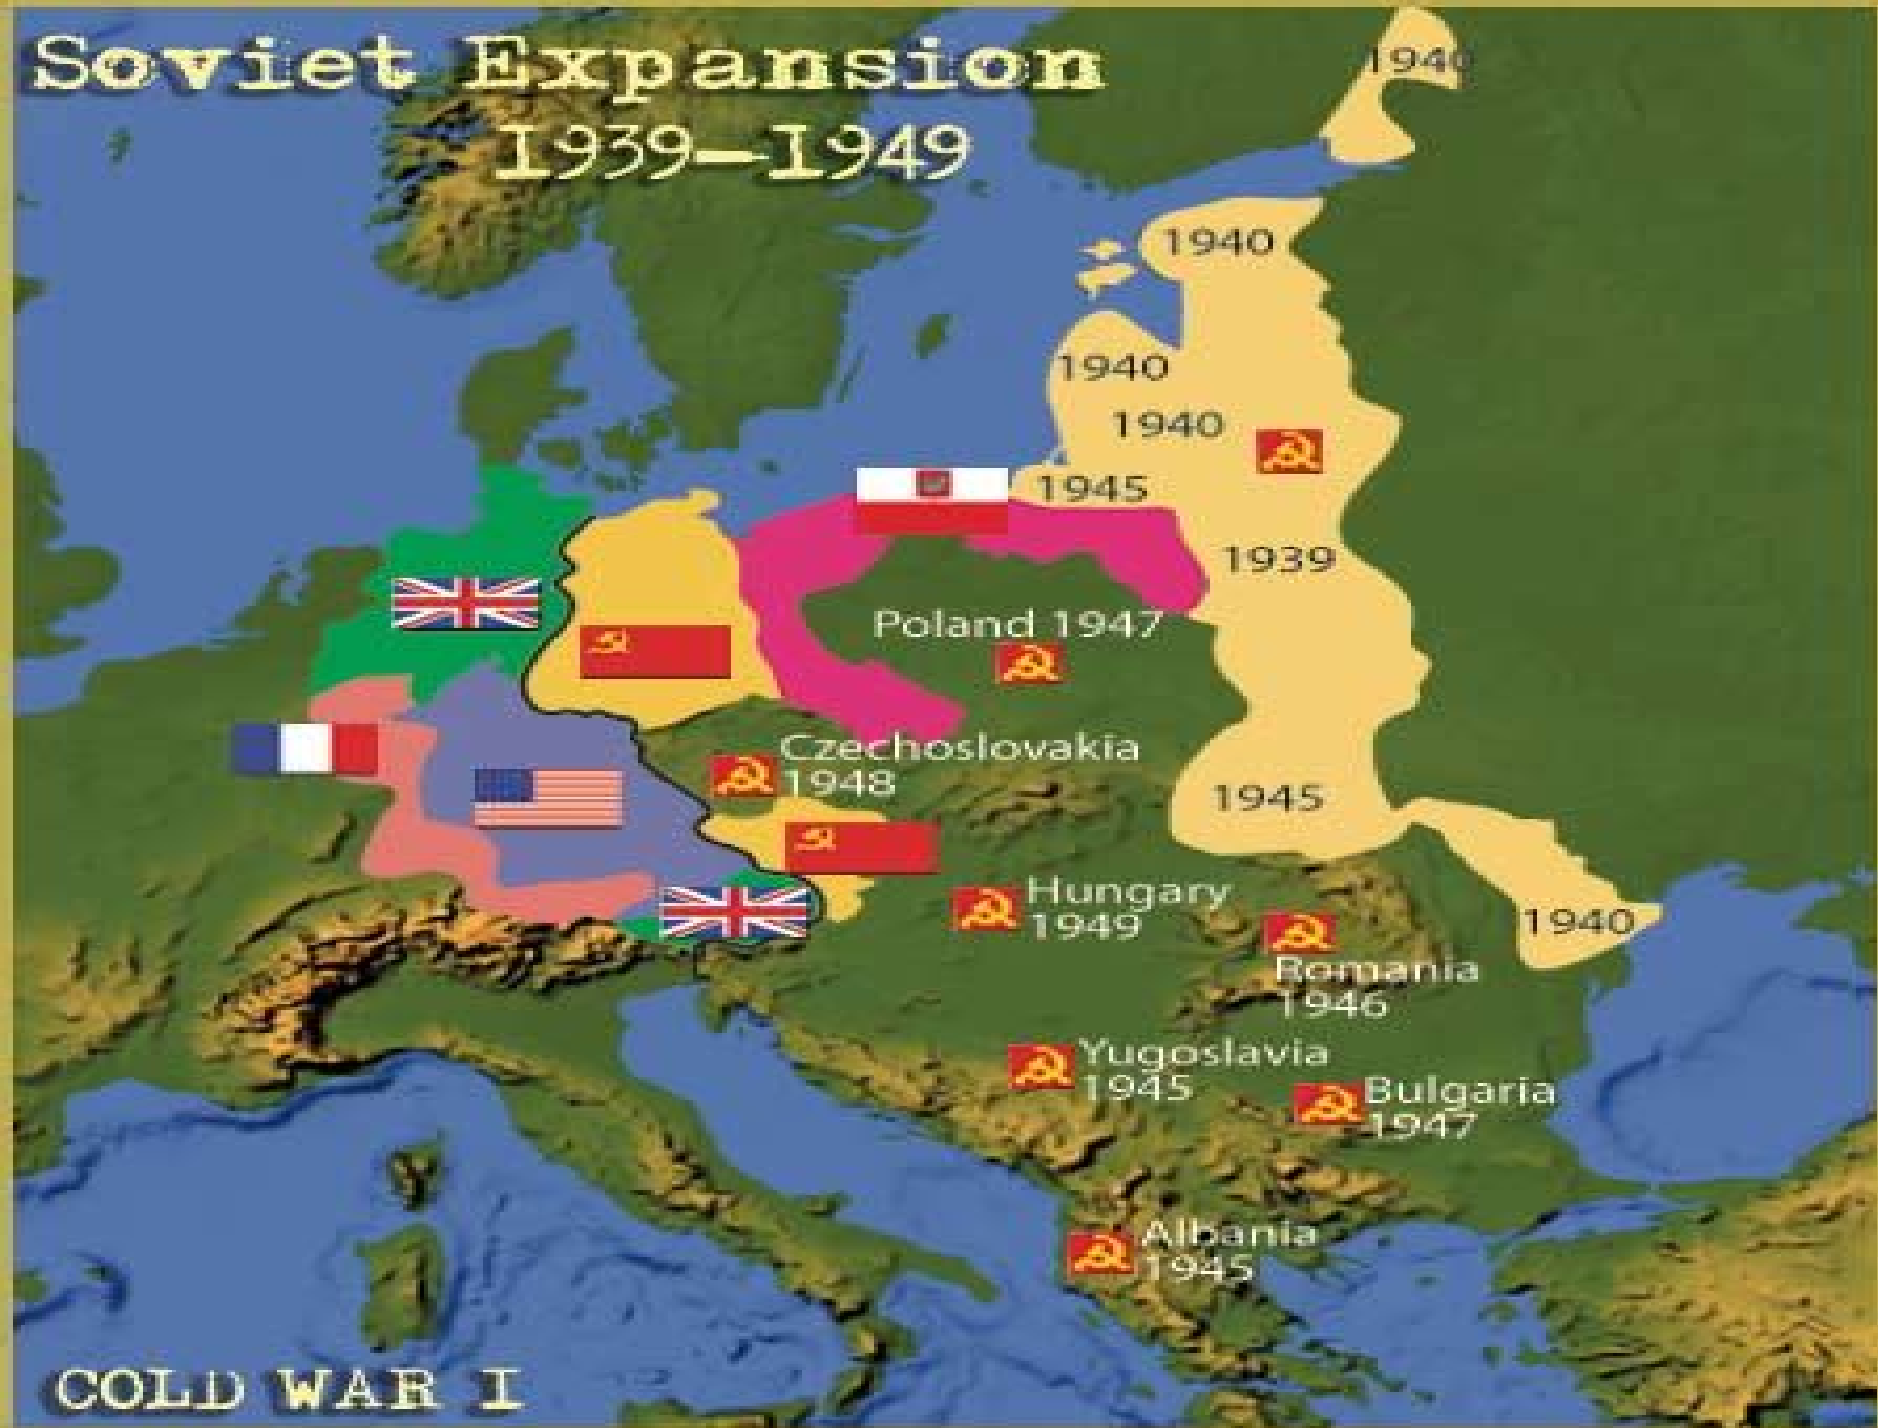 Soviet Expansion
1939–1949
1940
1940
1940
1940
1945
1939
Poland 1947
Czechoslovakia
1948
1945
Hungary
1949
1940
Romania
1946
Yugoslavia
1945
Bulgaria
1947
Albania
1945
COLD WAR I